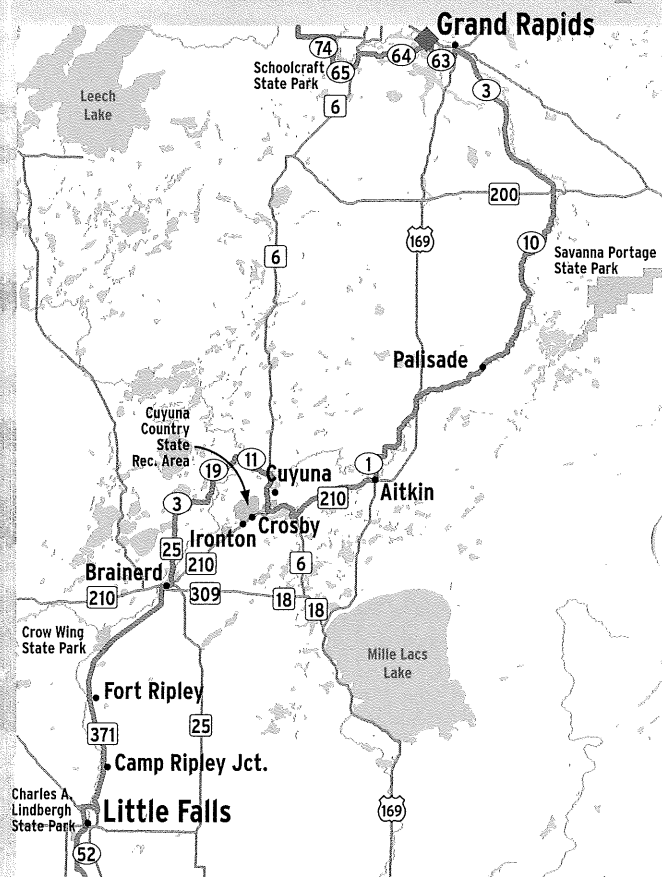 Grand Rapids
74
64
63
Schoolcraft
State Park
65
3
Leech
Lake
6
200
169
10
6
Savanna Portage
State Park
Palisade
Cuyuna
Country
State
Rec. Area
11
19
1
Cuyuna
210
Aitkin
3
Crosby
Ironton
25
210
6
Brainerd
210
309
18
18
Crow Wing
State Park
Mille Lacs
Lake
Fort Ripley
25
371
Camp Ripley Jct.
Charles A.
Lindbergh
State Park
Little Falls
169
52